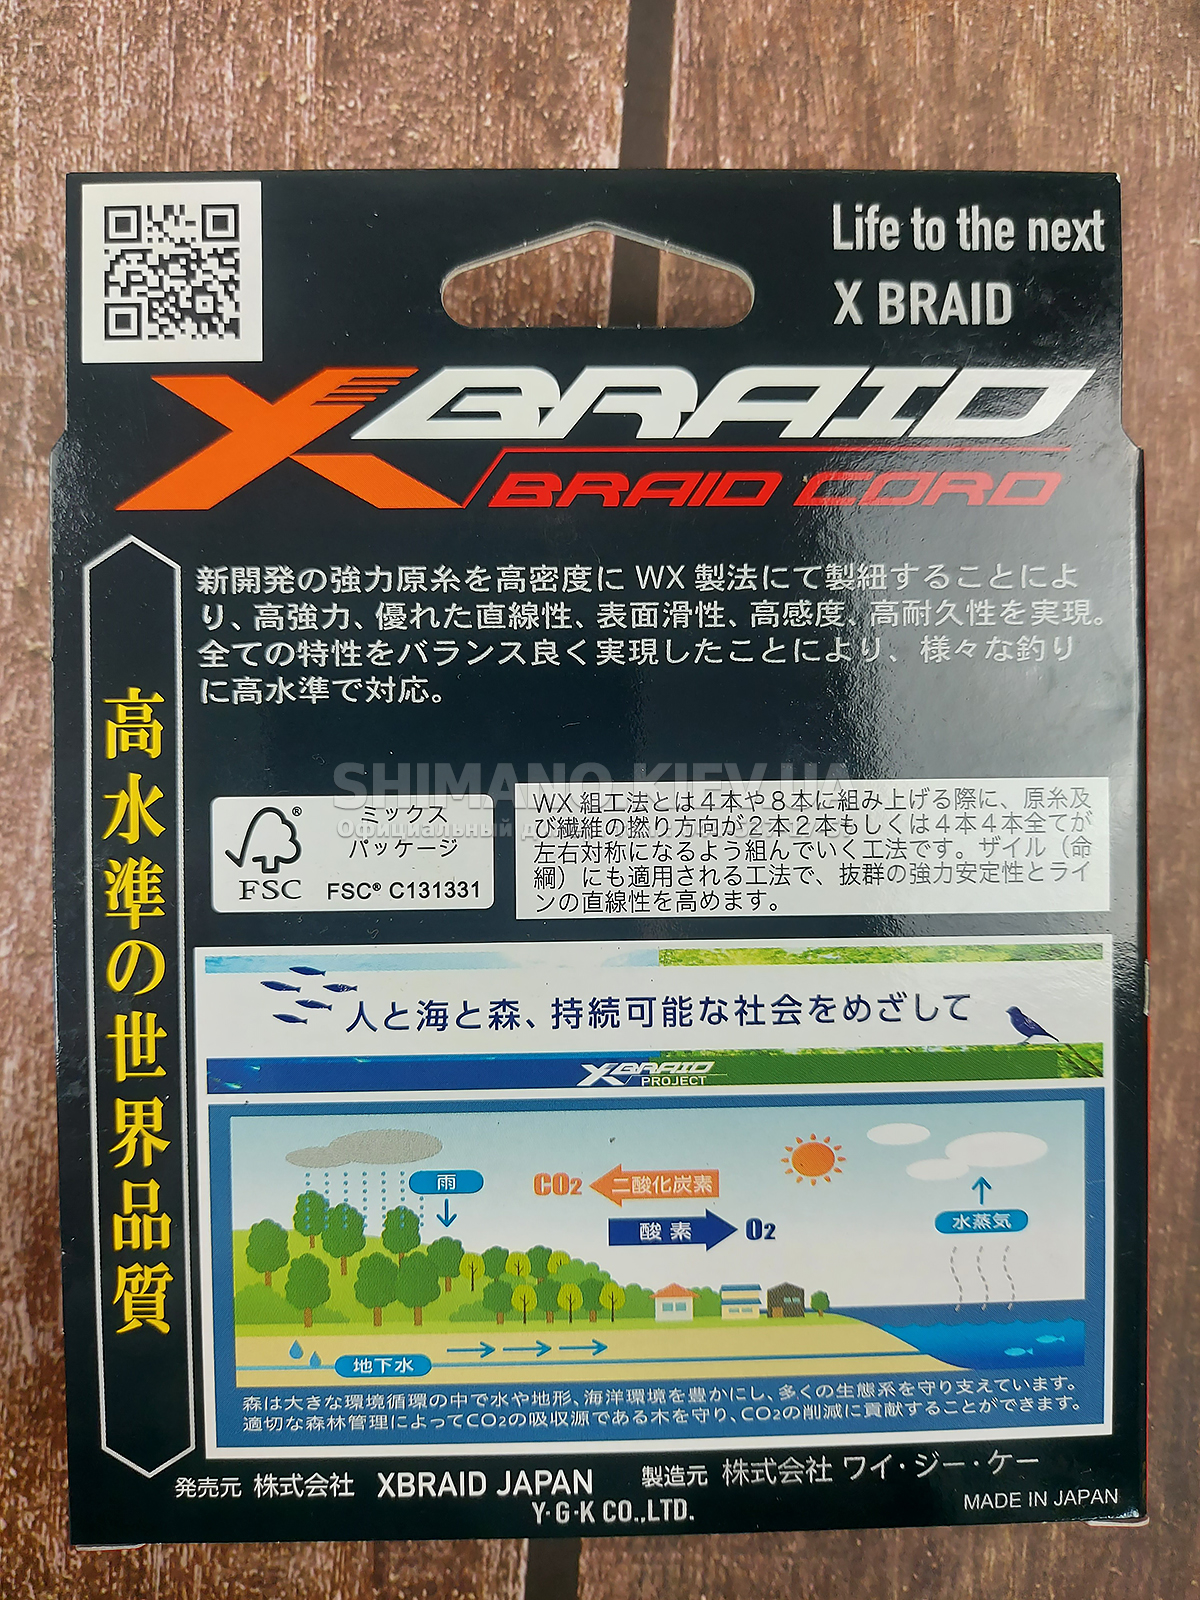 Life to the next
X BRAID
XBRAID
BRAID CORD
新開発の強力原糸を高密度に WX 製法にて製紐することによ
り、高強力、優れた直線性、表面滑性、高感度、高耐久性を実現。
全ての特性をバランス良く実現したことにより、様々な釣り
に高水準で対応。
高水準の世界品質
SHIMANO.KIEV.UA
Официальный
FSC
®
ミックス
パッケージ
FSC® C131331
WX 組工法とは4本や8本に組み上げる際に、原糸及
び繊維の撚り方向が2本2本もしくは4本4本全てが
左右対称になるよう組んでいく工法です。ザイル（命
綱）にも適用される工法で、抜群の強力安定性とライ
ンの直線性を高めます。
人と海と森、持続可能な社会をめざして
XBRAID
PROJECT
雨
CO2 二酸化炭素
酸素 O2
水蒸気
地下水
森は大きな環境循環の中で水や地形、海洋環境を豊かにし、多くの生態系を守り支えています。
適切な森林管理によってCO2の吸収源である木を守り、CO2の削減に貢献することができます。
発売元 株式会社 XBRAID JAPAN 製造元 株式会社 ワイ・ジー・ケー
Y·G·K CO.,LTD.
MADE IN JAPAN